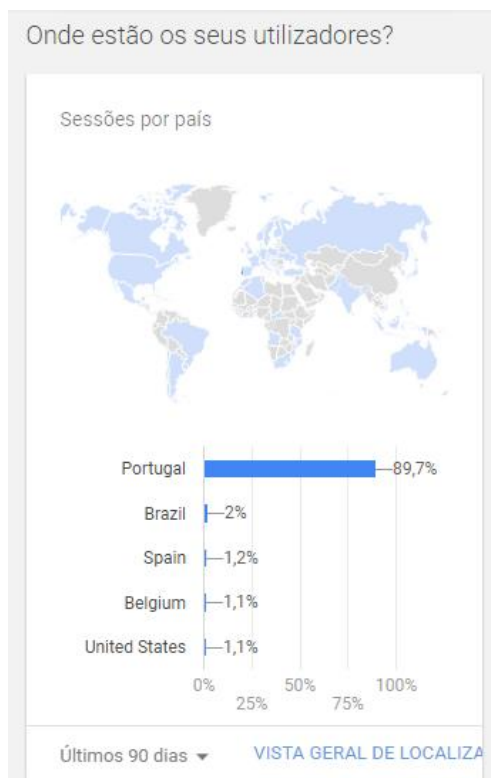 Onde estão os seus utilizadores?
Sessões por país
Portugal 89,7%
Brazil 2%
Spain 1,2%
Belgium 1,1%
United States 1,1%
0% 50% 100%
25% 75%
Últimos 90 dias VISTA GERAL DE LOCALIZA